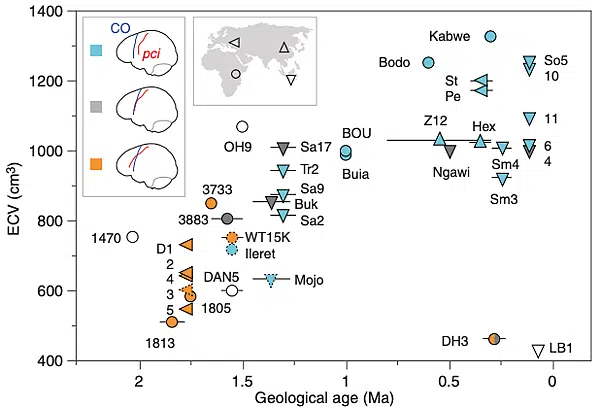 1400
1200
1000
800
600
400
ECV (cm³)
CO
pci
Kabwe
Bodo
So5
10
St
Pe
11
Z12
Hex
OH9
BOU
Sa17
6
4
Tr2
Buia
Ngawi
Sm4
3733
Sa9
Sm3
Buk
3883
Sa2
1470
WT15K
D1
Ileret
2
4
DAN5
Mojo
3
5
1805
1813
DH3
LB1
2
1.5
1
0.5
0
Geological age (Ma)